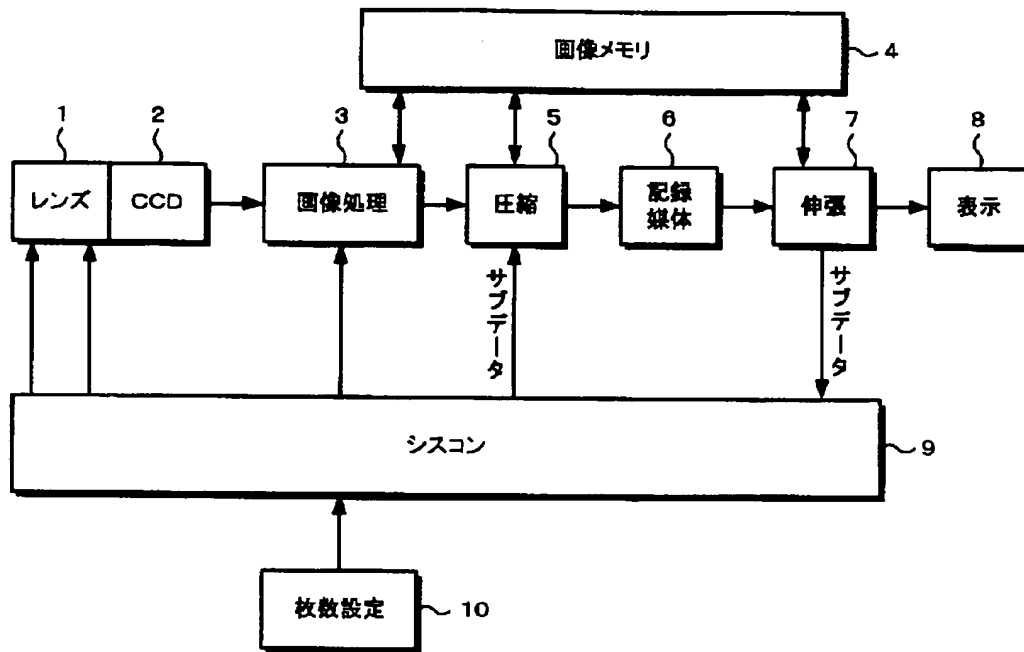 画像メモリ
4
1
2
3
5
6
7
8
レンズ
CCD
画像処理
圧縮
記録
媒体
伸張
表示
サブデータ
サブデータ
シスコン
9
枚数設定
10